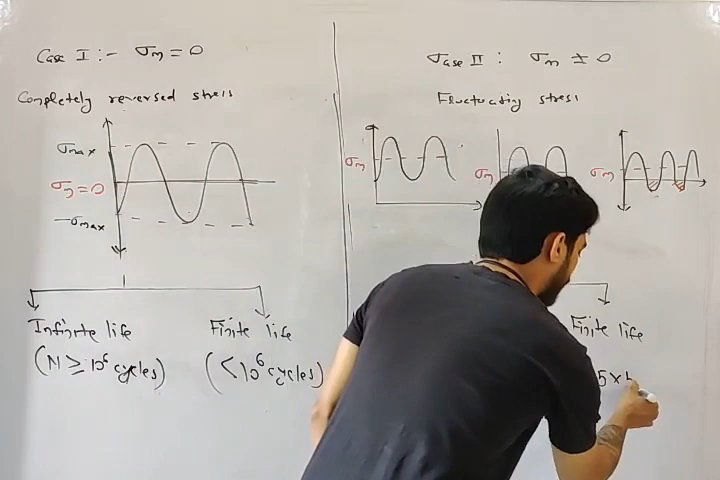 Case I :- σm = 0
Completely reversed stress
σmax
σm=0
-σmax
Infinite life
(N ≥ 10⁶ cycles)
Finite life
(< 10⁶ cycles)
Case II : σm ≠ 0
Fluctuating stress
σm
σm
σm
Finite life
5 ×